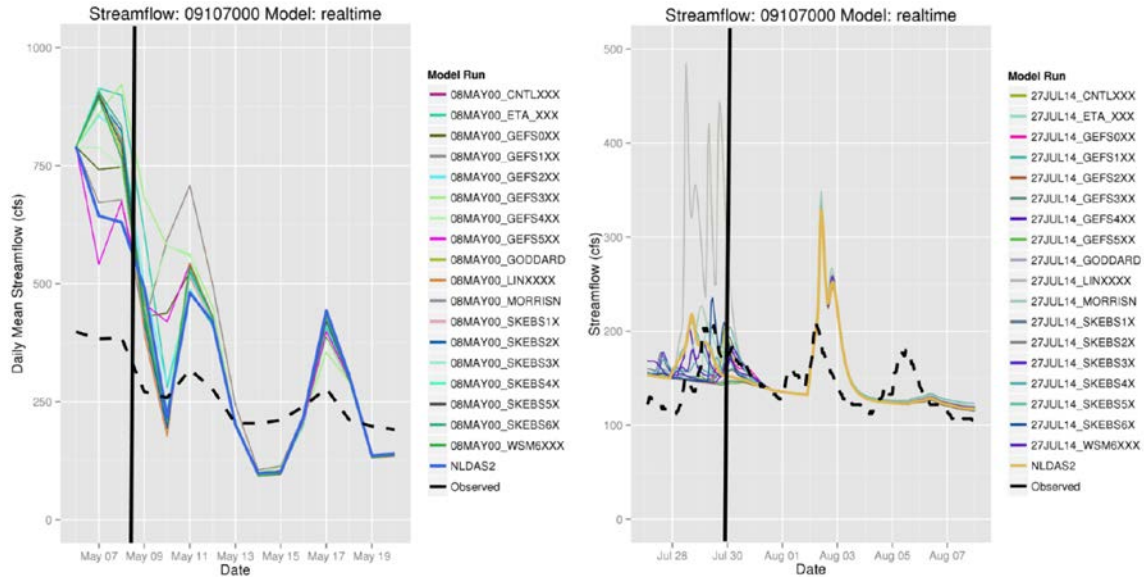 Streamflow: 09107000 Model: realtime
1000
750
500
250
0
Daily Mean Streamflow (cfs)
May 07
May 09
May 11
May 13
May 15
May 17
May 19
Date
Model Run
08MAY00_CNTLXXX
08MAY00_ETA_XXX
08MAY00_GEFS0XX
08MAY00_GEFS1XX
08MAY00_GEFS2XX
08MAY00_GEFS3XX
08MAY00_GEFS4XX
08MAY00_GEFS5XX
08MAY00_GODDARD
08MAY00_LINXXXX
08MAY00_MORRISN
08MAY00_SKEBS1X
08MAY00_SKEBS2X
08MAY00_SKEBS3X
08MAY00_SKEBS4X
08MAY00_SKEBS5X
08MAY00_SKEBS6X
08MAY00_WSM6XXX
NLDAS2
Observed
Streamflow: 09107000 Model: realtime
500
400
300
200
100
0
Streamflow (cfs)
Jul 28
Jul 30
Aug 01
Aug 03
Aug 05
Aug 07
Date
Model Run
27JUL14_CNTLXXX
27JUL14_ETA_XXX
27JUL14_GEFS0XX
27JUL14_GEFS1XX
27JUL14_GEFS2XX
27JUL14_GEFS3XX
27JUL14_GEFS4XX
27JUL14_GEFS5XX
27JUL14_GODDARD
27JUL14_LINXXXX
27JUL14_MORRISN
27JUL14_SKEBS1X
27JUL14_SKEBS2X
27JUL14_SKEBS3X
27JUL14_SKEBS4X
27JUL14_SKEBS5X
27JUL14_SKEBS6X
27JUL14_WSM6XXX
NLDAS2
Observed